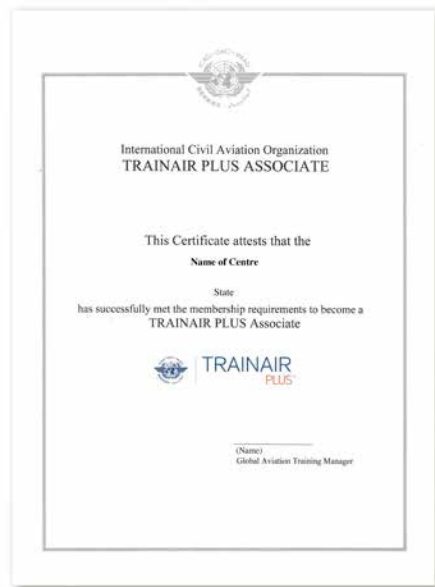 International Civil Aviation Organization
TRAINAIR PLUS ASSOCIATE
This Certificate attests that the
Name of Centre
State
has successfully met the membership requirements to become a
TRAINAIR PLUS Associate
TRAINAIR
PLUS
(Name)
Global Aviation Training Manager